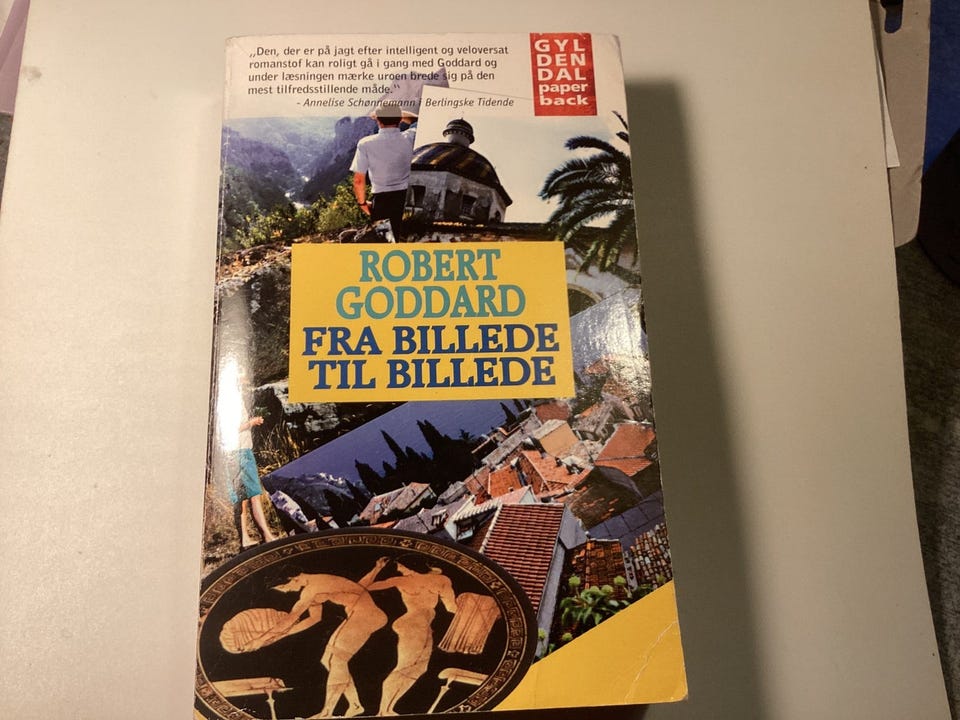 „Den, der er på jagt efter intelligent og veloversat
romanstof kan roligt gå i gang med Goddard og
under læsningen mærke uroen brede sig på den
mest tilfredsstillende måde.“
- Annelise Schønnemann i Berlingske Tidende
GYL
DEN
DAL
paper
back
ROBERT
GODDARD
FRA BILLEDE
TIL BILLEDE